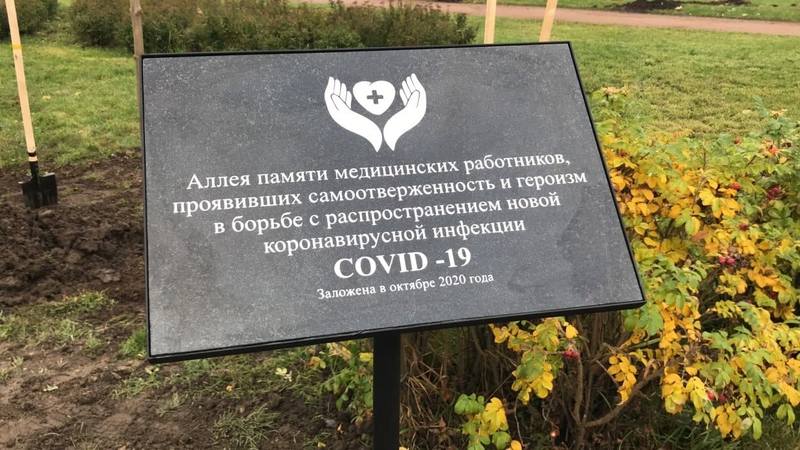 Аллея памяти медицинских работников,
проявивших самоотверженность и героизм
в борьбе с распространением новой
коронавирусной инфекции
COVID -19
Заложена в октябре 2020 года